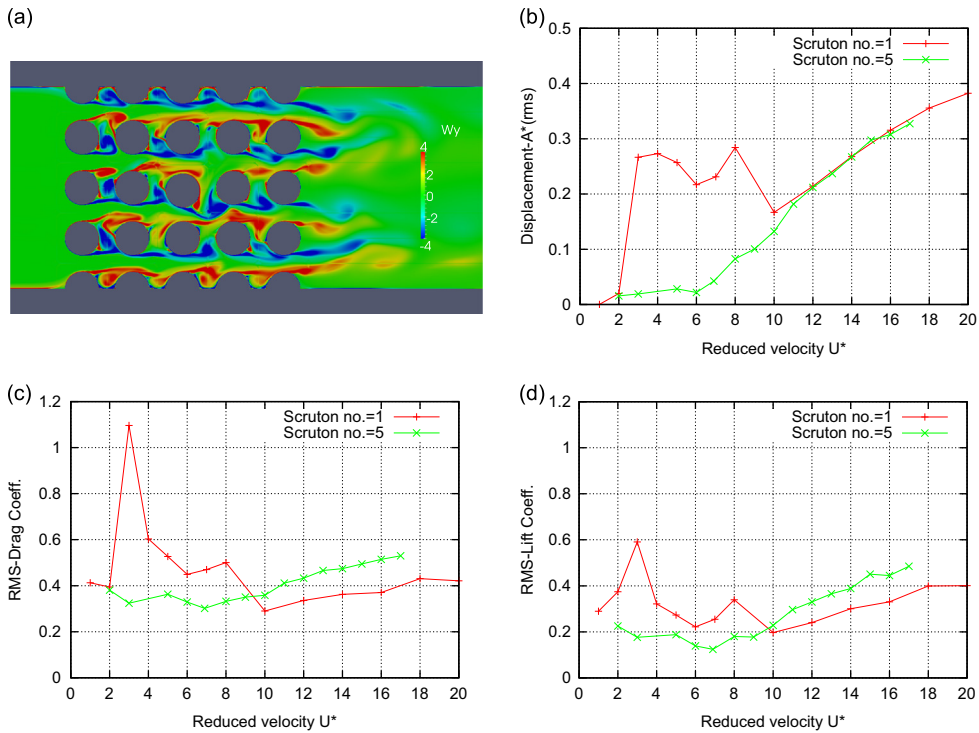 (a)
Wy
4
2
0
-2
-4
(b)
0.5
0.4
0.3
0.2
0.1
0
Displacement-A*(rms)
Scruton no.=1
Scruton no.=5
0 2 4 6 8 10 12 14 16 18 20
Reduced velocity U*
(c)
1.2
1
0.8
0.6
0.4
0.2
0
RMS-Drag Coeff.
Scruton no.=1
Scruton no.=5
0 2 4 6 8 10 12 14 16 18 20
Reduced velocity U*
(d)
1.2
1
0.8
0.6
0.4
0.2
0
RMS-Lift Coeff.
Scruton no.=1
Scruton no.=5
0 2 4 6 8 10 12 14 16 18 20
Reduced velocity U*